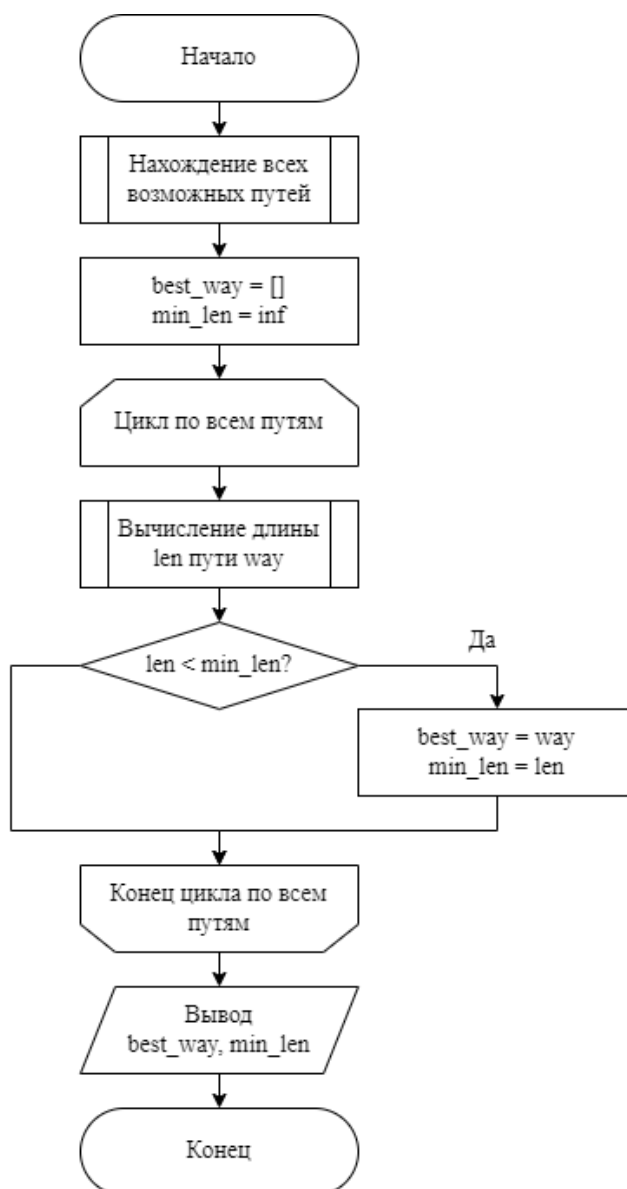 Начало
Нахождение всех
возможных путей
best_way = []
min_len = inf
Цикл по всем путям
Вычисление длины
len пути way
len < min_len?
Да
best_way = way
min_len = len
Конец цикла по всем
путям
Вывод
best_way, min_len
Конец